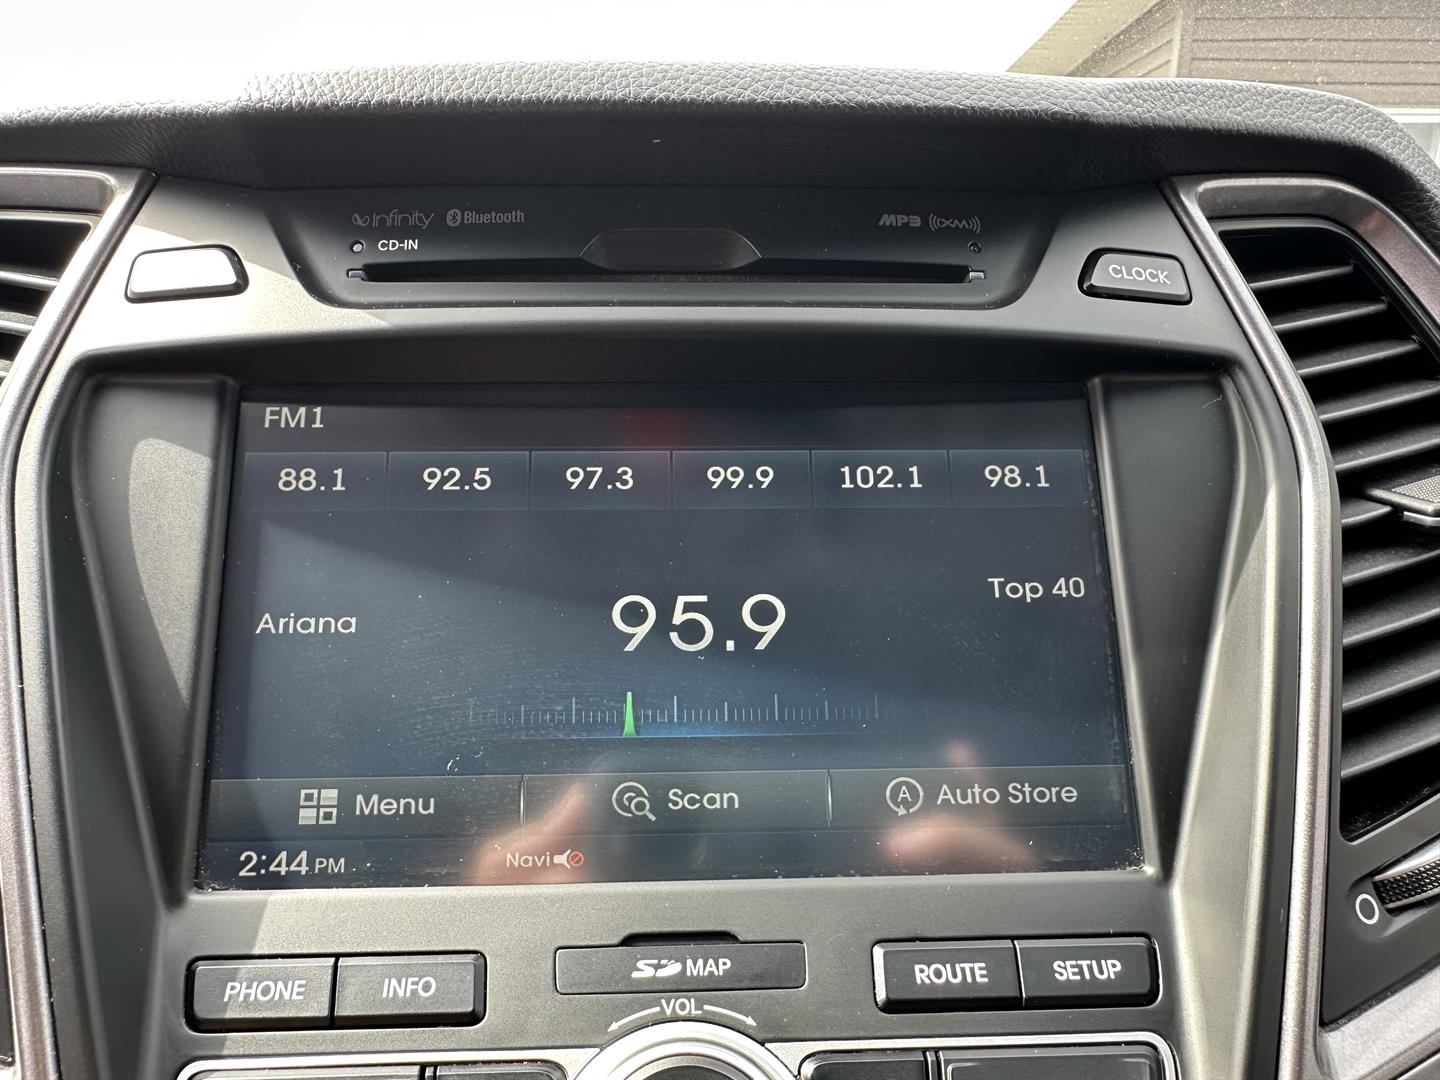 Infinity Bluetooth MP3 ((XM))
CD-IN
CLOCK
FM1
88.1 92.5 97.3 99.9 102.1 98.1
Top 40
Ariana 95.9
Menu Scan A Auto Store
2:44 PM Navi
PHONE INFO SD MAP ROUTE SETUP
VOL